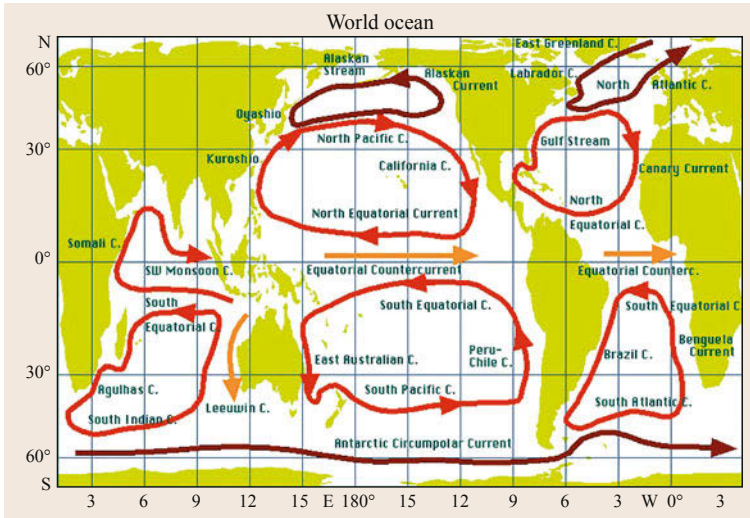 World ocean
N
60°
30°
0°
30°
60°
S
East Greenland C.
Alaskan
Stream
Alaskan
Current
Labrador C.
North
Atlantic C.
Oyashio
North Pacific C.
Gulf Stream
Kuroshio
California C.
Canary Current
North Equatorial Current
North
Equatorial C.
Somali C.
SW Monsoon C.
Equatorial Countercurrent
Equatorial Counterc.
South
Equatorial C.
South Equatorial C.
South
Equatorial C
East Australian C.
Peru-
Chile C.
Brazil C.
Benguela
Current
Agulhas C.
South Pacific C.
South Atlantic C.
South Indian C.
Leeuwin C.
Antarctic Circumpolar Current
3 6 9 12 15 E 180° 15 12 9 6 3 W 0° 3